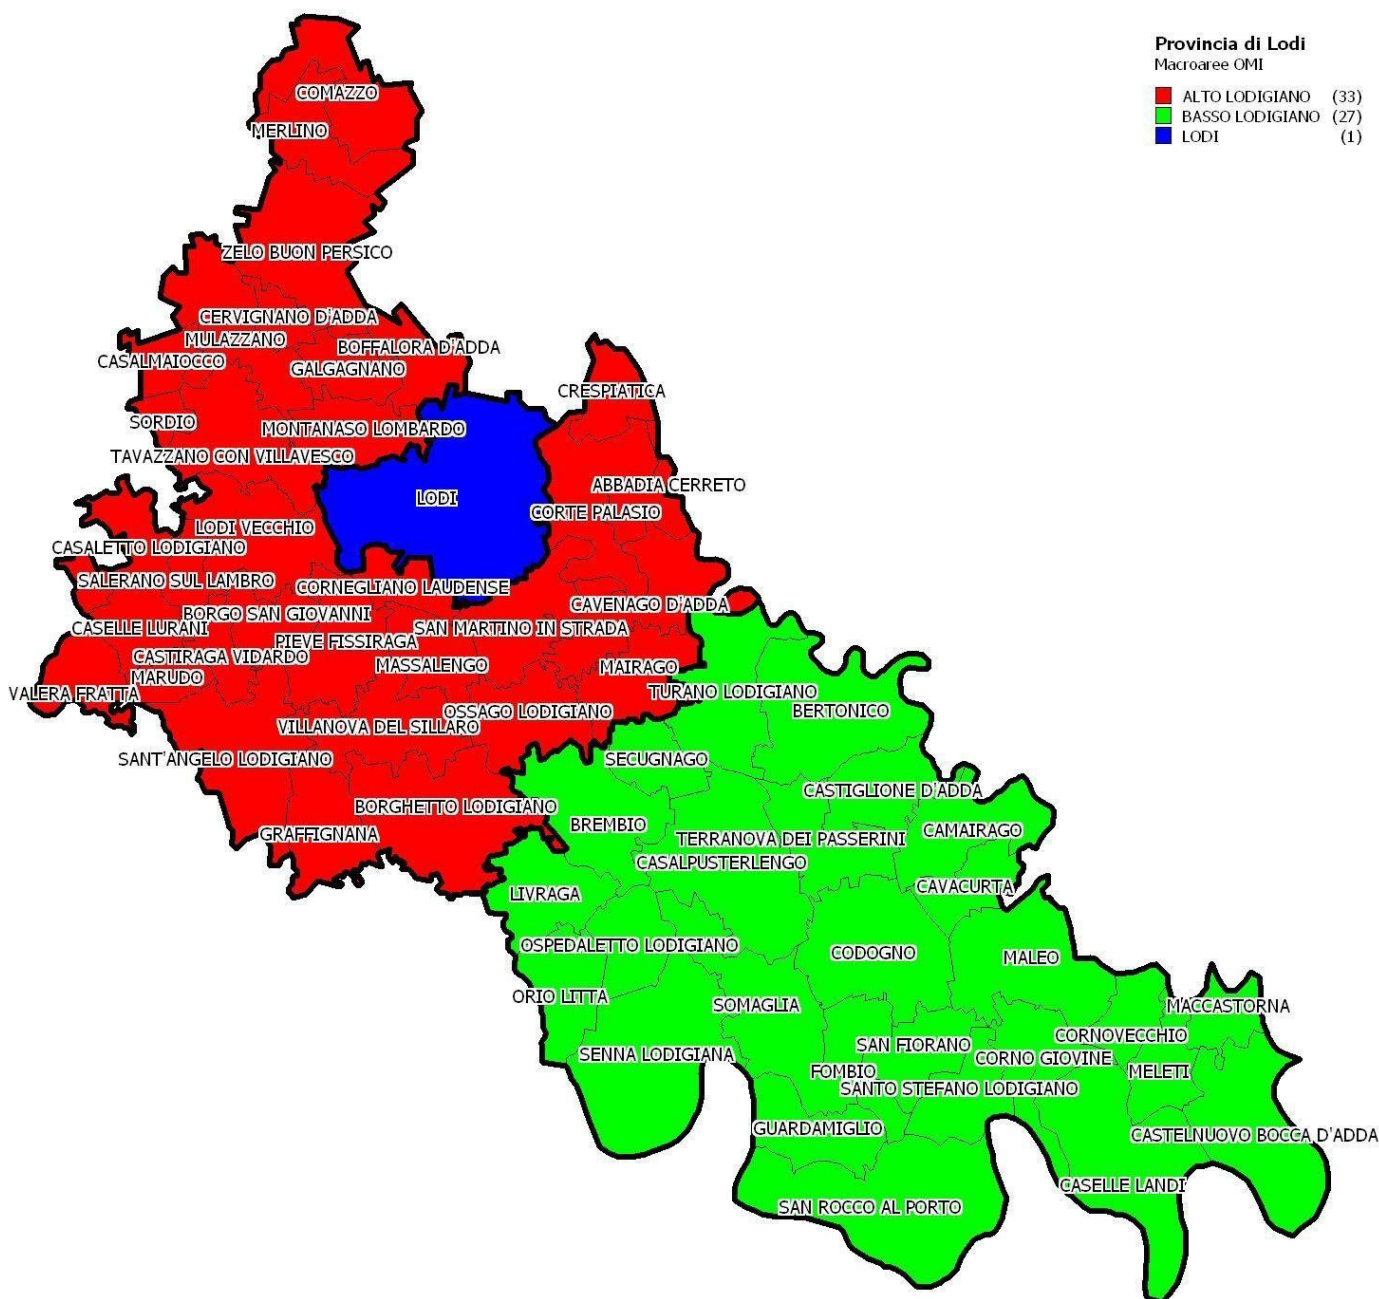 Provincia di Lodi
Macroaree OMI
ALTO LODIGIANO (33)
BASSO LODIGIANO (27)
LODI (1)
COMAZZO
MERLINO
ZELO BUON PERSICO
CERVIGNANO D'ADDA
MULAZZANO
BOFFALORA D'ADDA
CASALMAIOCCO
GALGAGNANO
CRESPIATICA
SORDIO
MONTANASO LOMBARDO
TAVAZZANO CON VILLAVESCO
ABBADIA CERRETO
LODI
CORTE PALASIO
LODI VECCHIO
CASALETTO LODIGIANO
SALERANO SUL LAMBRO
CORNEGLIANO LAUDENSE
CAVENAGO D'ADDA
BORGO SAN GIOVANNI
CASELLE LURANI
SAN MARTINO IN STRADA
PIEVE FISSIRAGA
CASTIRAGA VIDARDO
MASSALENGO
MAIRAGO
MARUDO
VALERA FRATTA
TURANO LODIGIANO
BERTONICO
OSSAGO LODIGIANO
VILLANOVA DEL SILLARO
SANT'ANGELO LODIGIANO
SECUGNAGO
CASTIGLIONE D'ADDA
BORGHETTO LODIGIANO
BREMBIO
CAMAIRAGO
GRAFFIGNANA
TERRANOVA DEI PASSERINI
CASALPUSTERLENGO
CAVACURTA
LIVRAGA
OSPEDALETTO LODIGIANO
CODOGNO
MALEO
ORIO LITTA
SOMAGLIA
MACCASTORNA
CORNOVECCHIO
SAN FIORANO
SENNA LODIGIANA
CORNO GIOVINE
FOMBIO
MELETI
SANTO STEFANO LODIGIANO
GUARDAMIGLIO
CASTELNUOVO BOCCA D'ADDA
CASELLE LANDI
SAN ROCCO AL PORTO